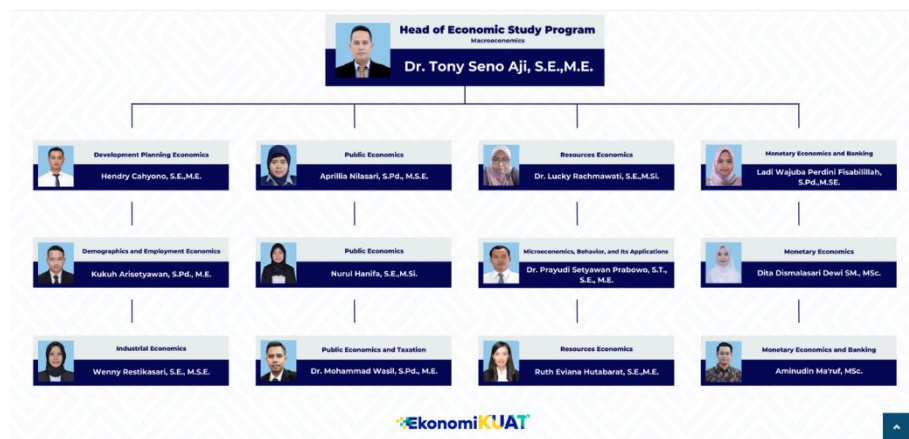 Head of Economic Study Program
Macroeconomics
Dr. Tony Seno Aji, S.E.,M.E.
Development Planning Economics
Hendry Cahyono, S.E.,M.E.
Public Economics
Aprillia Nilasari, S.Pd., M.S.E.
Resources Economics
Dr. Lucky Rachmawati, S.E.,M.Si.
Monetary Economics and Banking
Ladi Wajuba Perdini Fisabilillah,
S.Pd.,M.SE.
Demographics and Employment Economics
Kukuh Arisetyawan, S.Pd., M.E.
Public Economics
Nurul Hanifa, S.E.,M.Si.
Microeconomics, Behavior, and Its Applications
Dr. Prayudi Setyawan Prabowo, S.T.,
S.E., M.E.
Monetary Economics
Dita Dismalasari Dewi SM., MSc.
Industrial Economics
Wenny Restikasari, S.E., M.S.E.
Public Economics and Taxation
Dr. Mohammad Wasil, S.Pd., M.E.
Resources Economics
Ruth Eviana Hutabarat, S.E.,M.E.
Monetary Economics and Banking
Aminudin Ma'ruf, MSc.
EkonomiKUAT